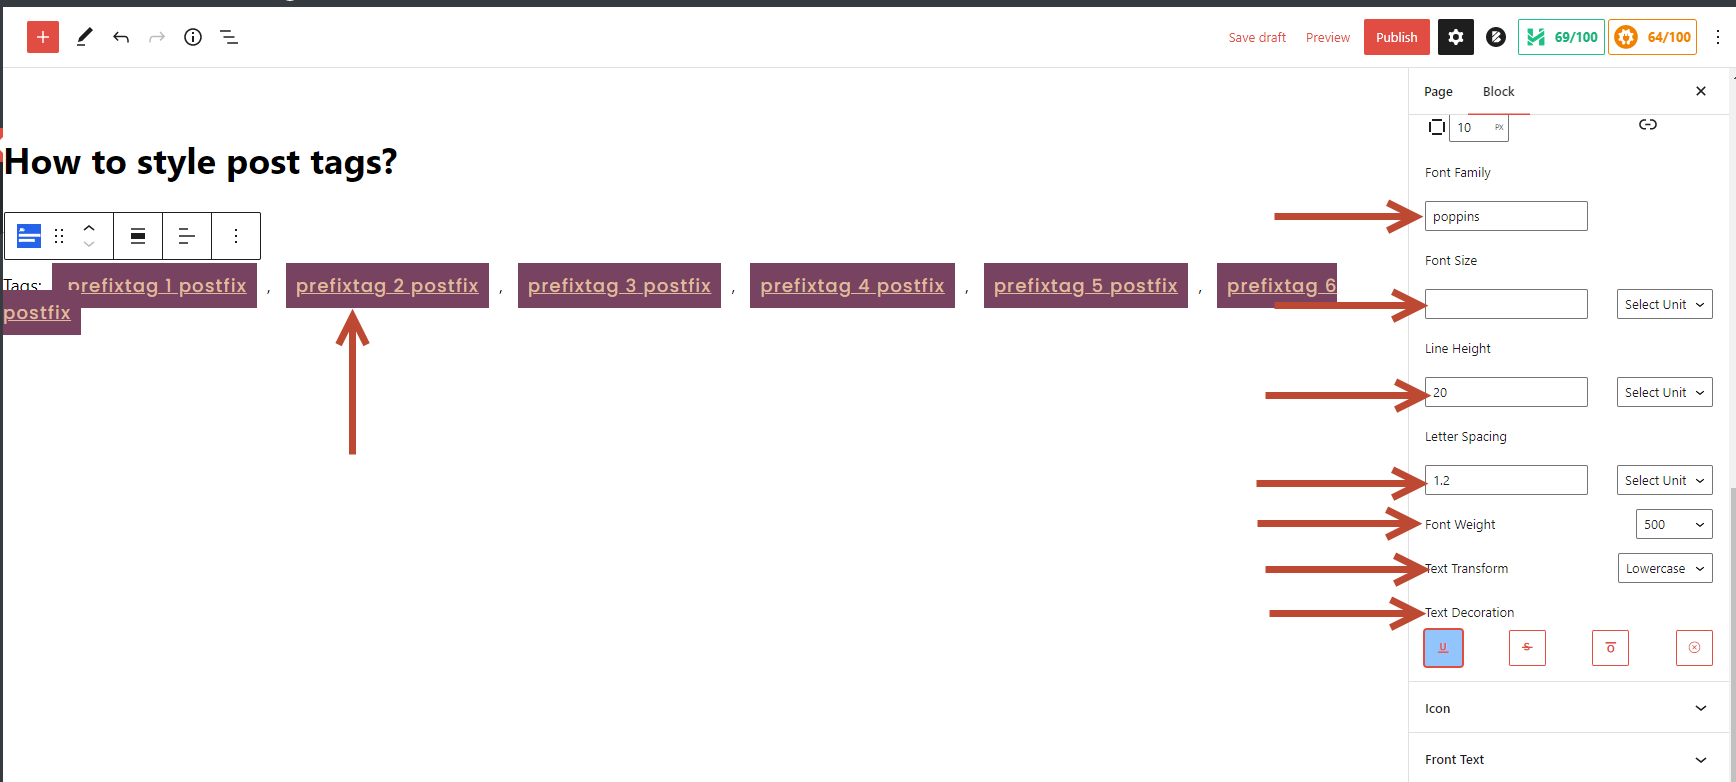 Save draft Preview Publish 69/100 64/100
Page Block
10 PX
How to style post tags?
Font Family
poppins
Tags: prefixtag 1 postfix , prefixtag 2 postfix , prefixtag 3 postfix , prefixtag 4 postfix , prefixtag 5 postfix , prefixtag 6
postfix
Font Size
Select Unit
Line Height
20 Select Unit
Letter Spacing
1.2 Select Unit
Font Weight 500
Text Transform Lowercase
Text Decoration
U S O
Icon
Front Text